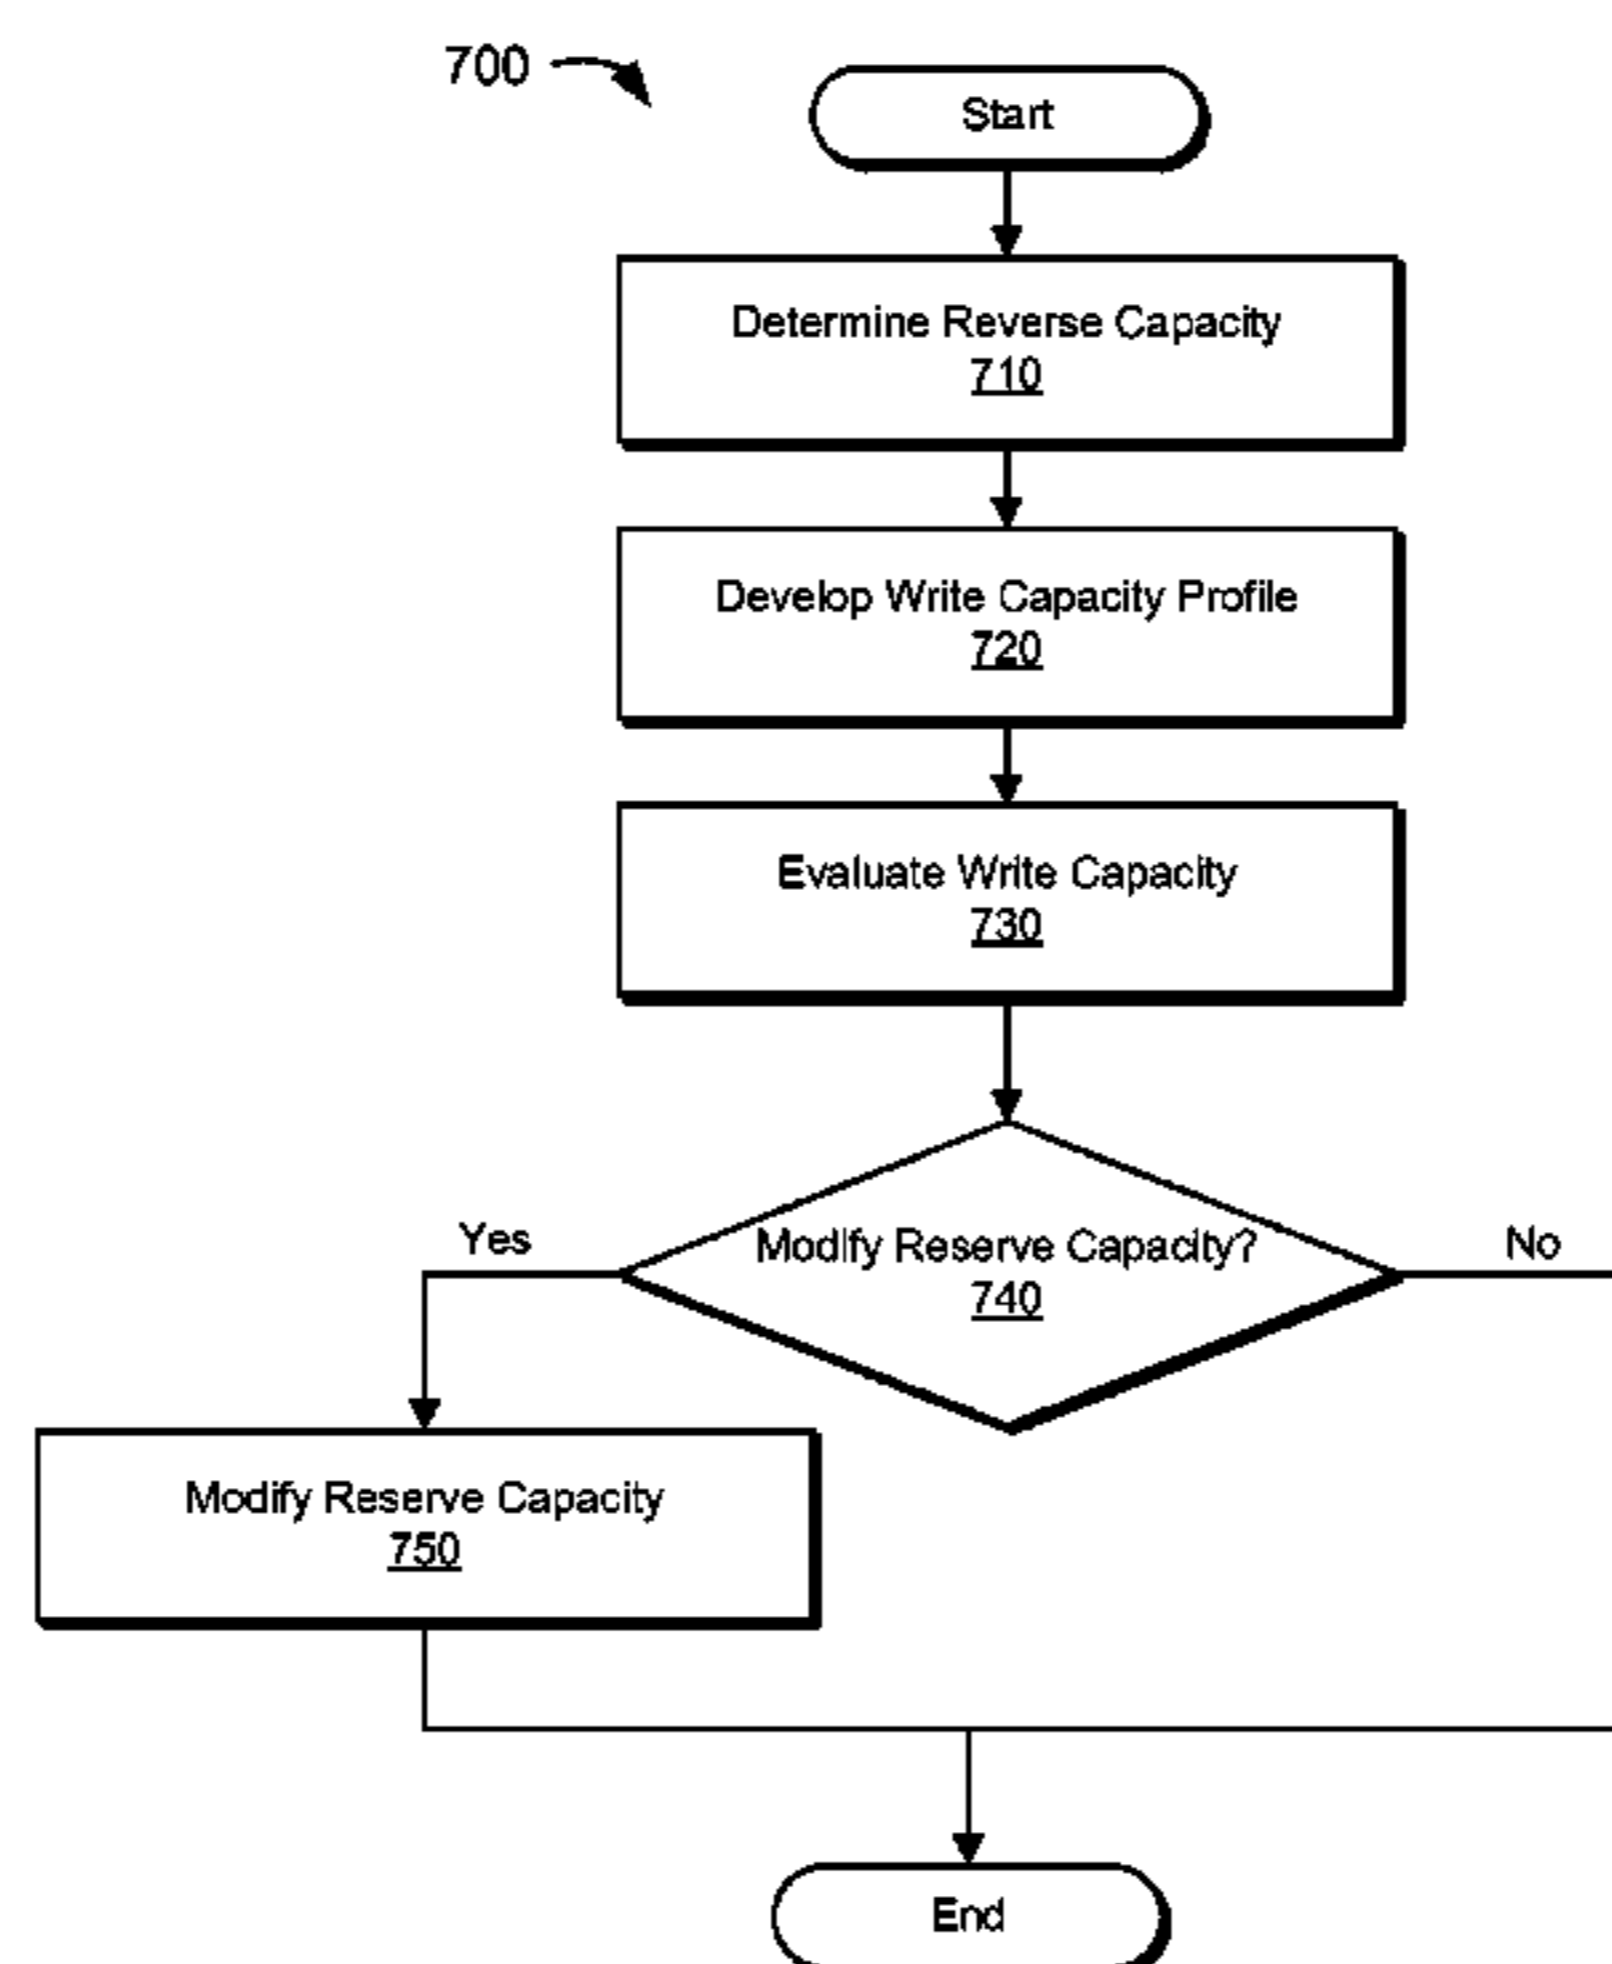 700
Start
Determine Reverse Capacity
710
Develop Write Capacity Profile
720
Evaluate Write Capacity
730
Yes
Modify Reserve Capacity?
740
No
Modify Reserve Capacity
750
End